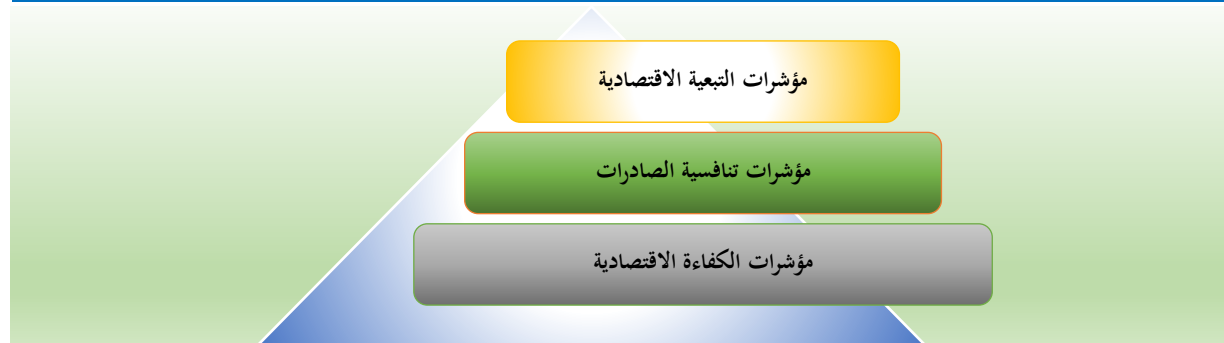 مؤشرات التبعية الاقتصادية
مؤشرات تنافسية الصادرات
مؤشرات الكفاءة الاقتصادية